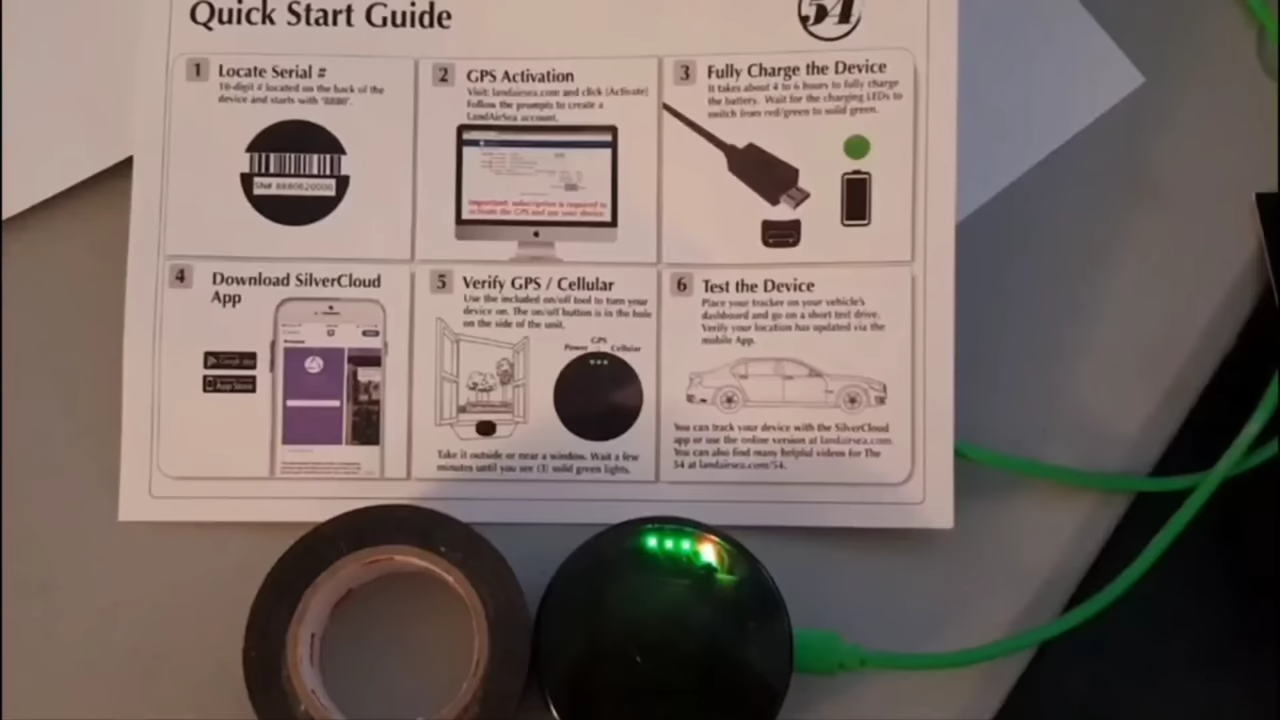 Quick Start Guide
54
1 Locate Serial #
10-digit # located on the back of the
device and starts with "8880".
SN# 8880620006
2 GPS Activation
Visit: landairsea.com and click [Activate]
Follow the prompts to create a
LandAirSea account.
Important: subscription is required to
activate the GPS and use your device
3 Fully Charge the Device
It takes about 4 to 6 hours to fully charge
the battery. Wait for the charging LEDs to
switch from red/green to solid green.
4 Download SilverCloud
App
Google Play
App Store
5 Verify GPS / Cellular
Use the included on/off tool to turn your
device on. The on/off button is in the hole
on the side of the unit.
GPS
Power
Cellular
Take it outside or near a window. Wait a few
minutes until you see (3) solid green lights.
6 Test the Device
Place your tracker on your vehicle's
dashboard and go on a short test drive.
Verify your location has updated via the
mobile App.
You can track your device with the SilverCloud
app or use the online version at landairsea.com.
You can also find many helpful videos for The
54 at landairsea.com/54.